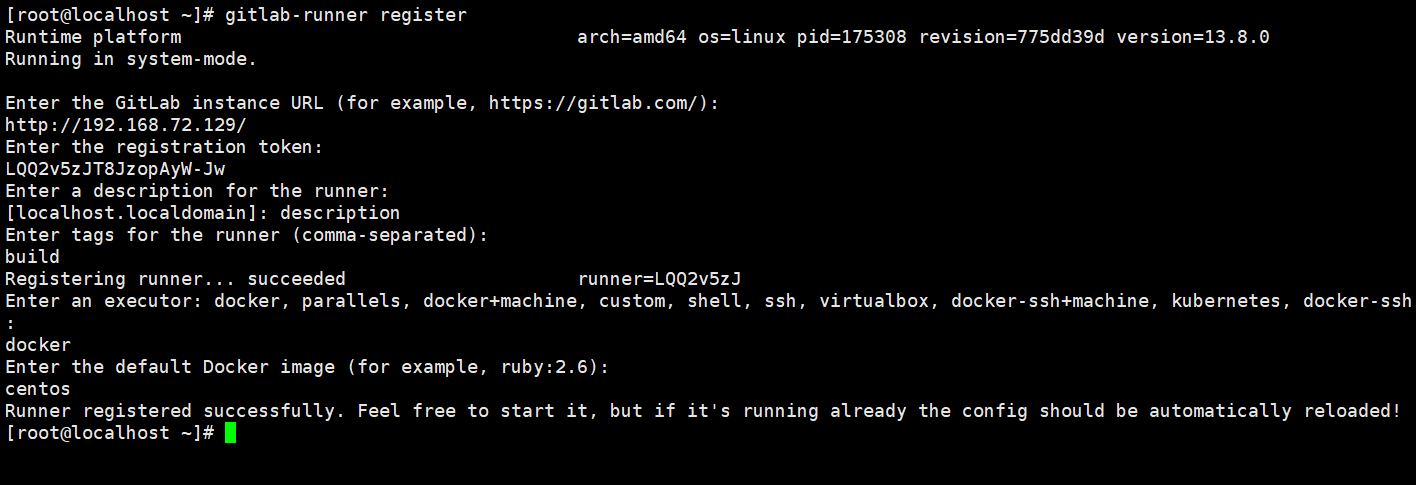 [root@localhost ~]# gitlab-runner register
Runtime platform                                    arch=amd64 os=linux pid=175308 revision=775dd39d version=13.8.0
Running in system-mode.
Enter the GitLab instance URL (for example, https://gitlab.com/):
http://192.168.72.129/
Enter the registration token:
LQQ2v5zJT8JzopAyW-Jw
Enter a description for the runner:
[localhost.localdomain]: description
Enter tags for the runner (comma-separated):
build
Registering runner... succeeded                     runner=LQQ2v5zJ
Enter an executor: docker, parallels, docker+machine, custom, shell, ssh, virtualbox, docker-ssh+machine, kubernetes, docker-ssh
:
docker
Enter the default Docker image (for example, ruby:2.6):
centos
Runner registered successfully. Feel free to start it, but if it's running already the config should be automatically reloaded!
[root@localhost ~]#